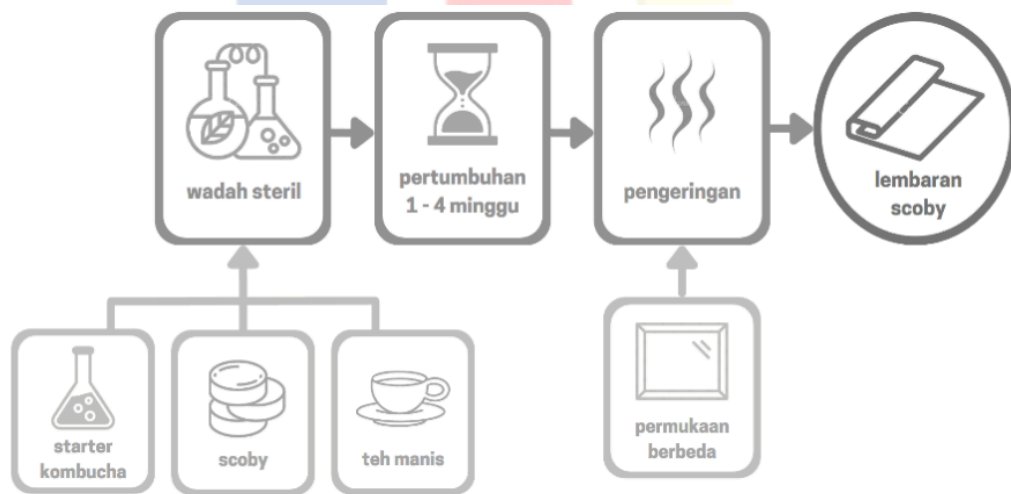 wadah steril
pertumbuhan
1 - 4 minggu
pengeringan
lembaran
scoby
starter
kombucha
scoby
teh manis
permukaan
berbeda